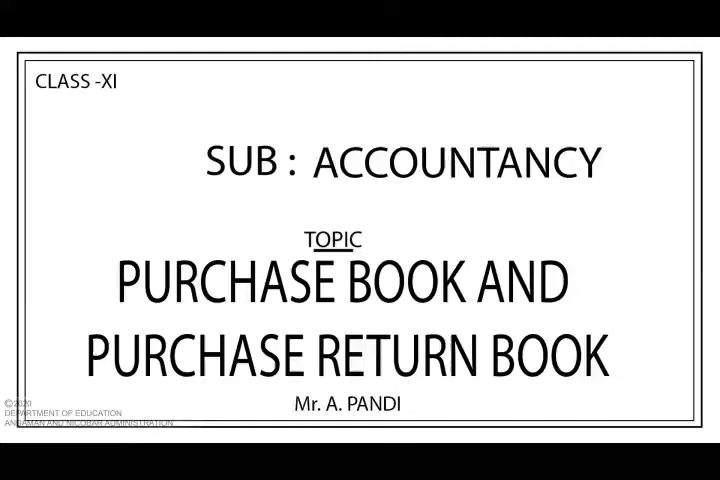 CLASS -XI
SUB : ACCOUNTANCY
TOPIC
PURCHASE BOOK AND
PURCHASE RETURN BOOK
Mr. A. PANDI
©2020
DEPARTMENT OF EDUCATION
ANDAMAN AND NICOBAR ADMINISTRATION